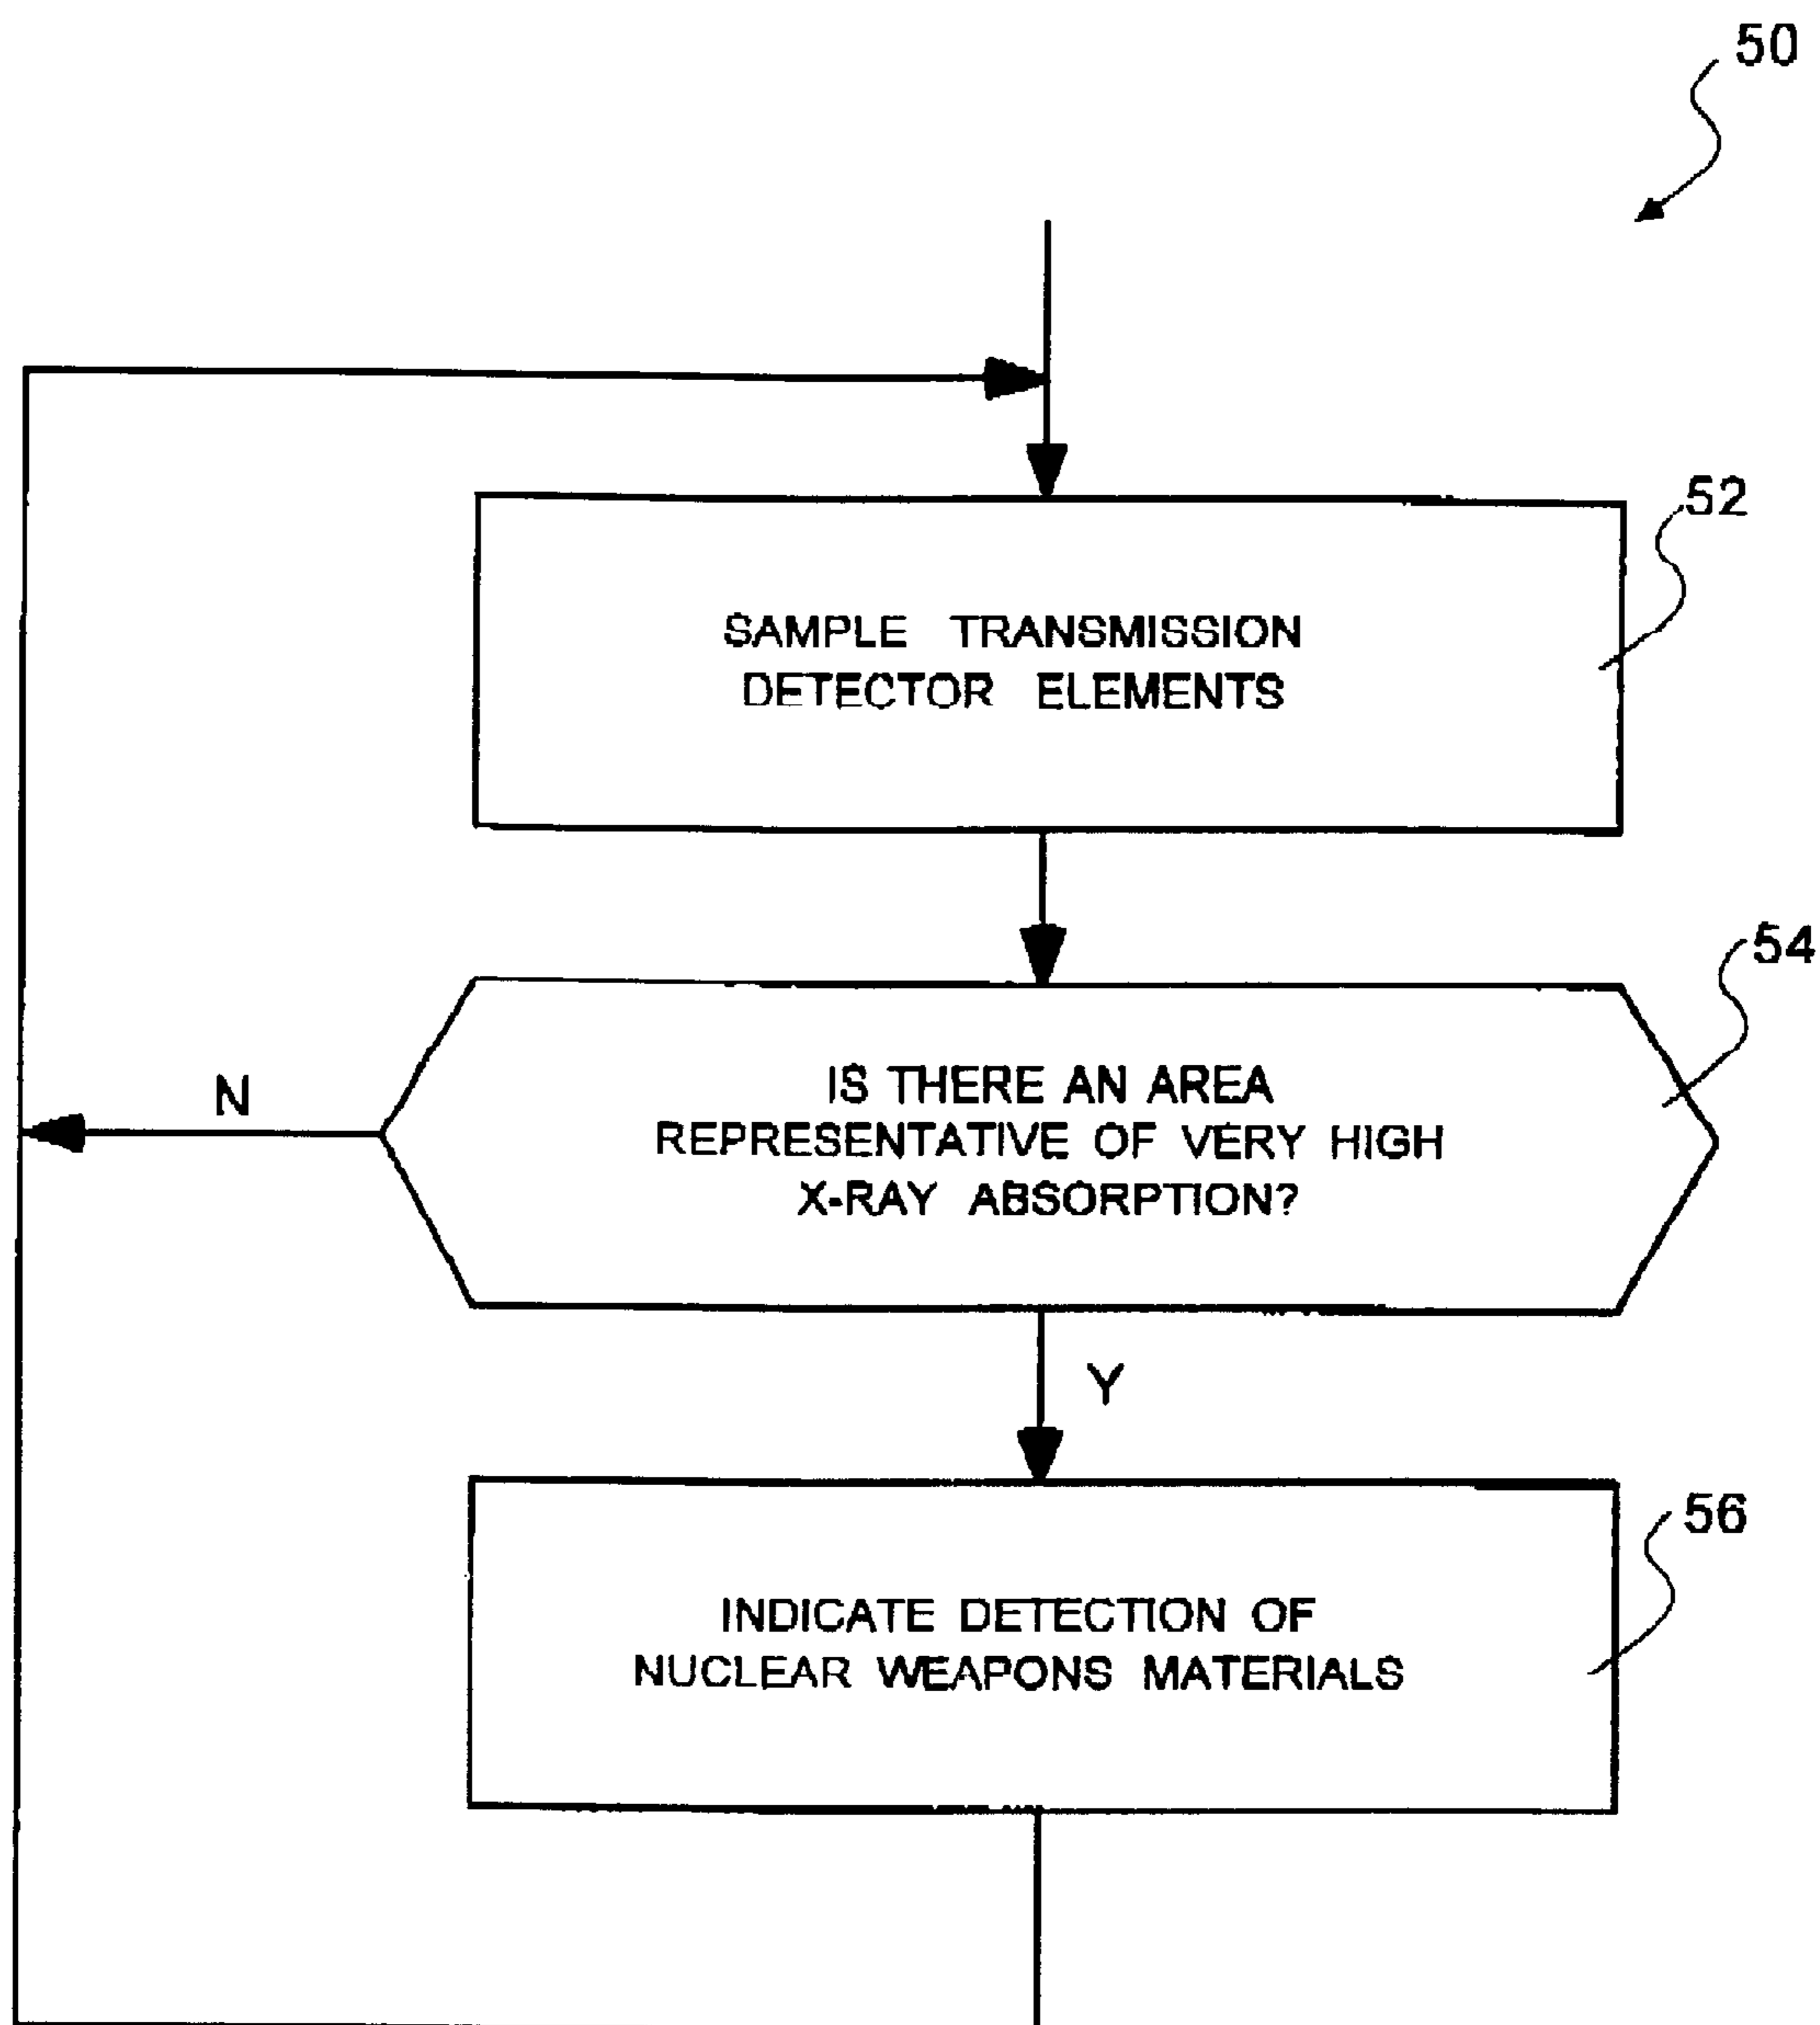 50
52
SAMPLE TRANSMISSION
DETECTOR ELEMENTS
54
IS THERE AN AREA
REPRESENTATIVE OF VERY HIGH
X-RAY ABSORPTION?
N
Y
56
INDICATE DETECTION OF
NUCLEAR WEAPONS MATERIALS